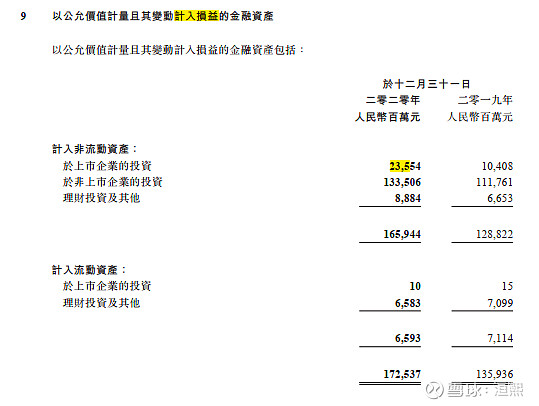 9 以公允價值計量且其變動計入損益的金融資產
以公允價值計量且其變動計入損益的金融資產包括：
於十二月三十一日
二零二零年 二零一九年
人民幣百萬元 人民幣百萬元
計入非流動資產：
於上市企業的投資 23,554 10,408
於非上市企業的投資 133,506 111,761
理財投資及其他 8,884 6,653
165,944 128,822
計入流動資產：
於上市企業的投資 10 15
理財投資及其他 6,583 7,099
6,593 7,114
172,537 135,936
雪球：渲熙